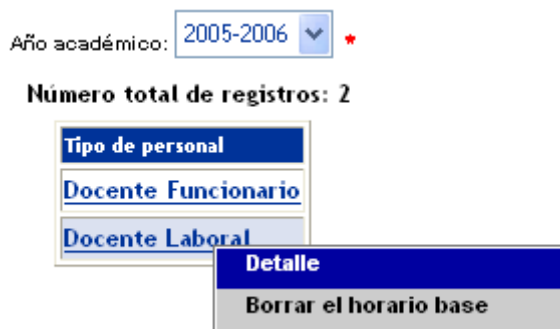 Año académico: 2005-2006 *
Número total de registros: 2
Tipo de personal
Docente Funcionario
Docente Laboral
Detalle
Borrar el horario base